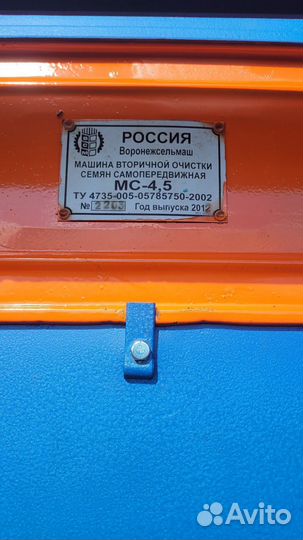 РОССИЯ
Воронежсельмаш
МАШИНА ВТОРИЧНОЙ ОЧИСТКИ
СЕМЯН САМОПЕРЕДВИЖНАЯ
МС-4,5
ТУ 4735-005-05785750-2002
№ Год выпуска 2012
Avito